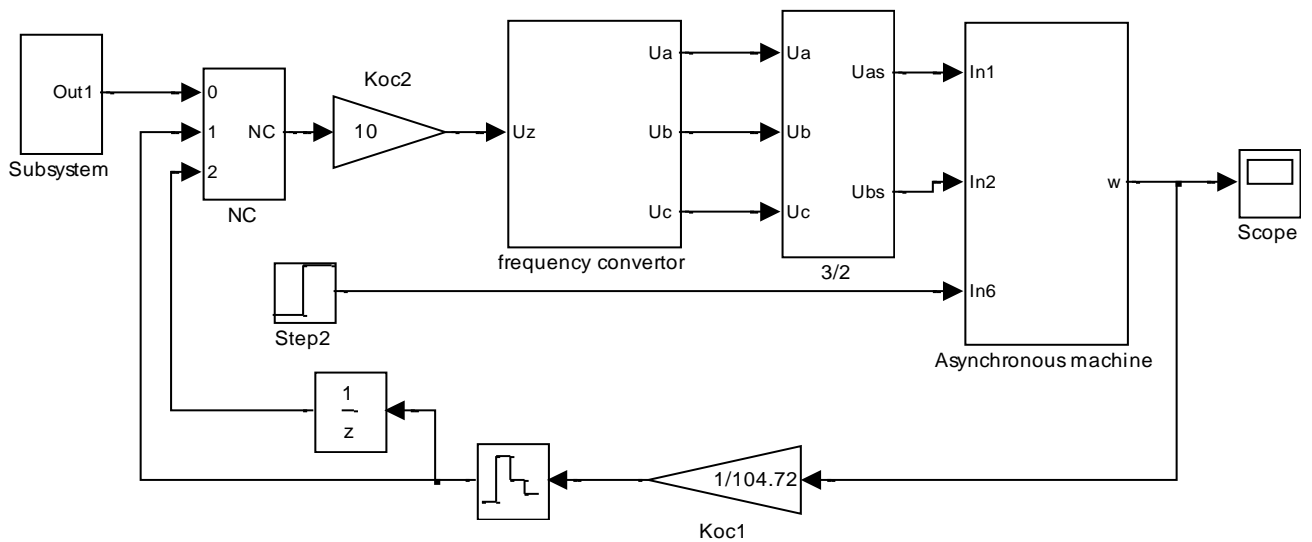 Out1
Subsystem
0
1
2
NC
NC
Koc2
10
Uz
Ua
Ub
Uc
frequency convertor
Ua
Ub
Uc
Uas
Ubs
3/2
In1
In2
In6
w
Asynchronous machine
Scope
Step2
1
z
1/104.72
Koc1